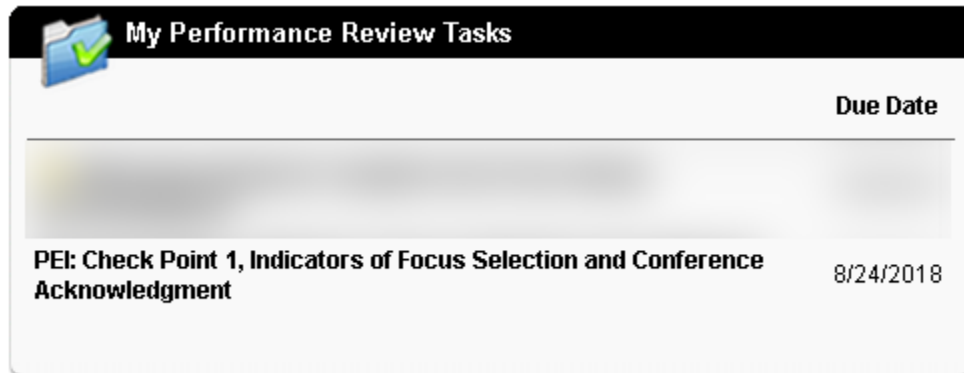 My Performance Review Tasks
Due Date
PEI: Check Point 1, Indicators of Focus Selection and Conference
Acknowledgment
8/24/2018